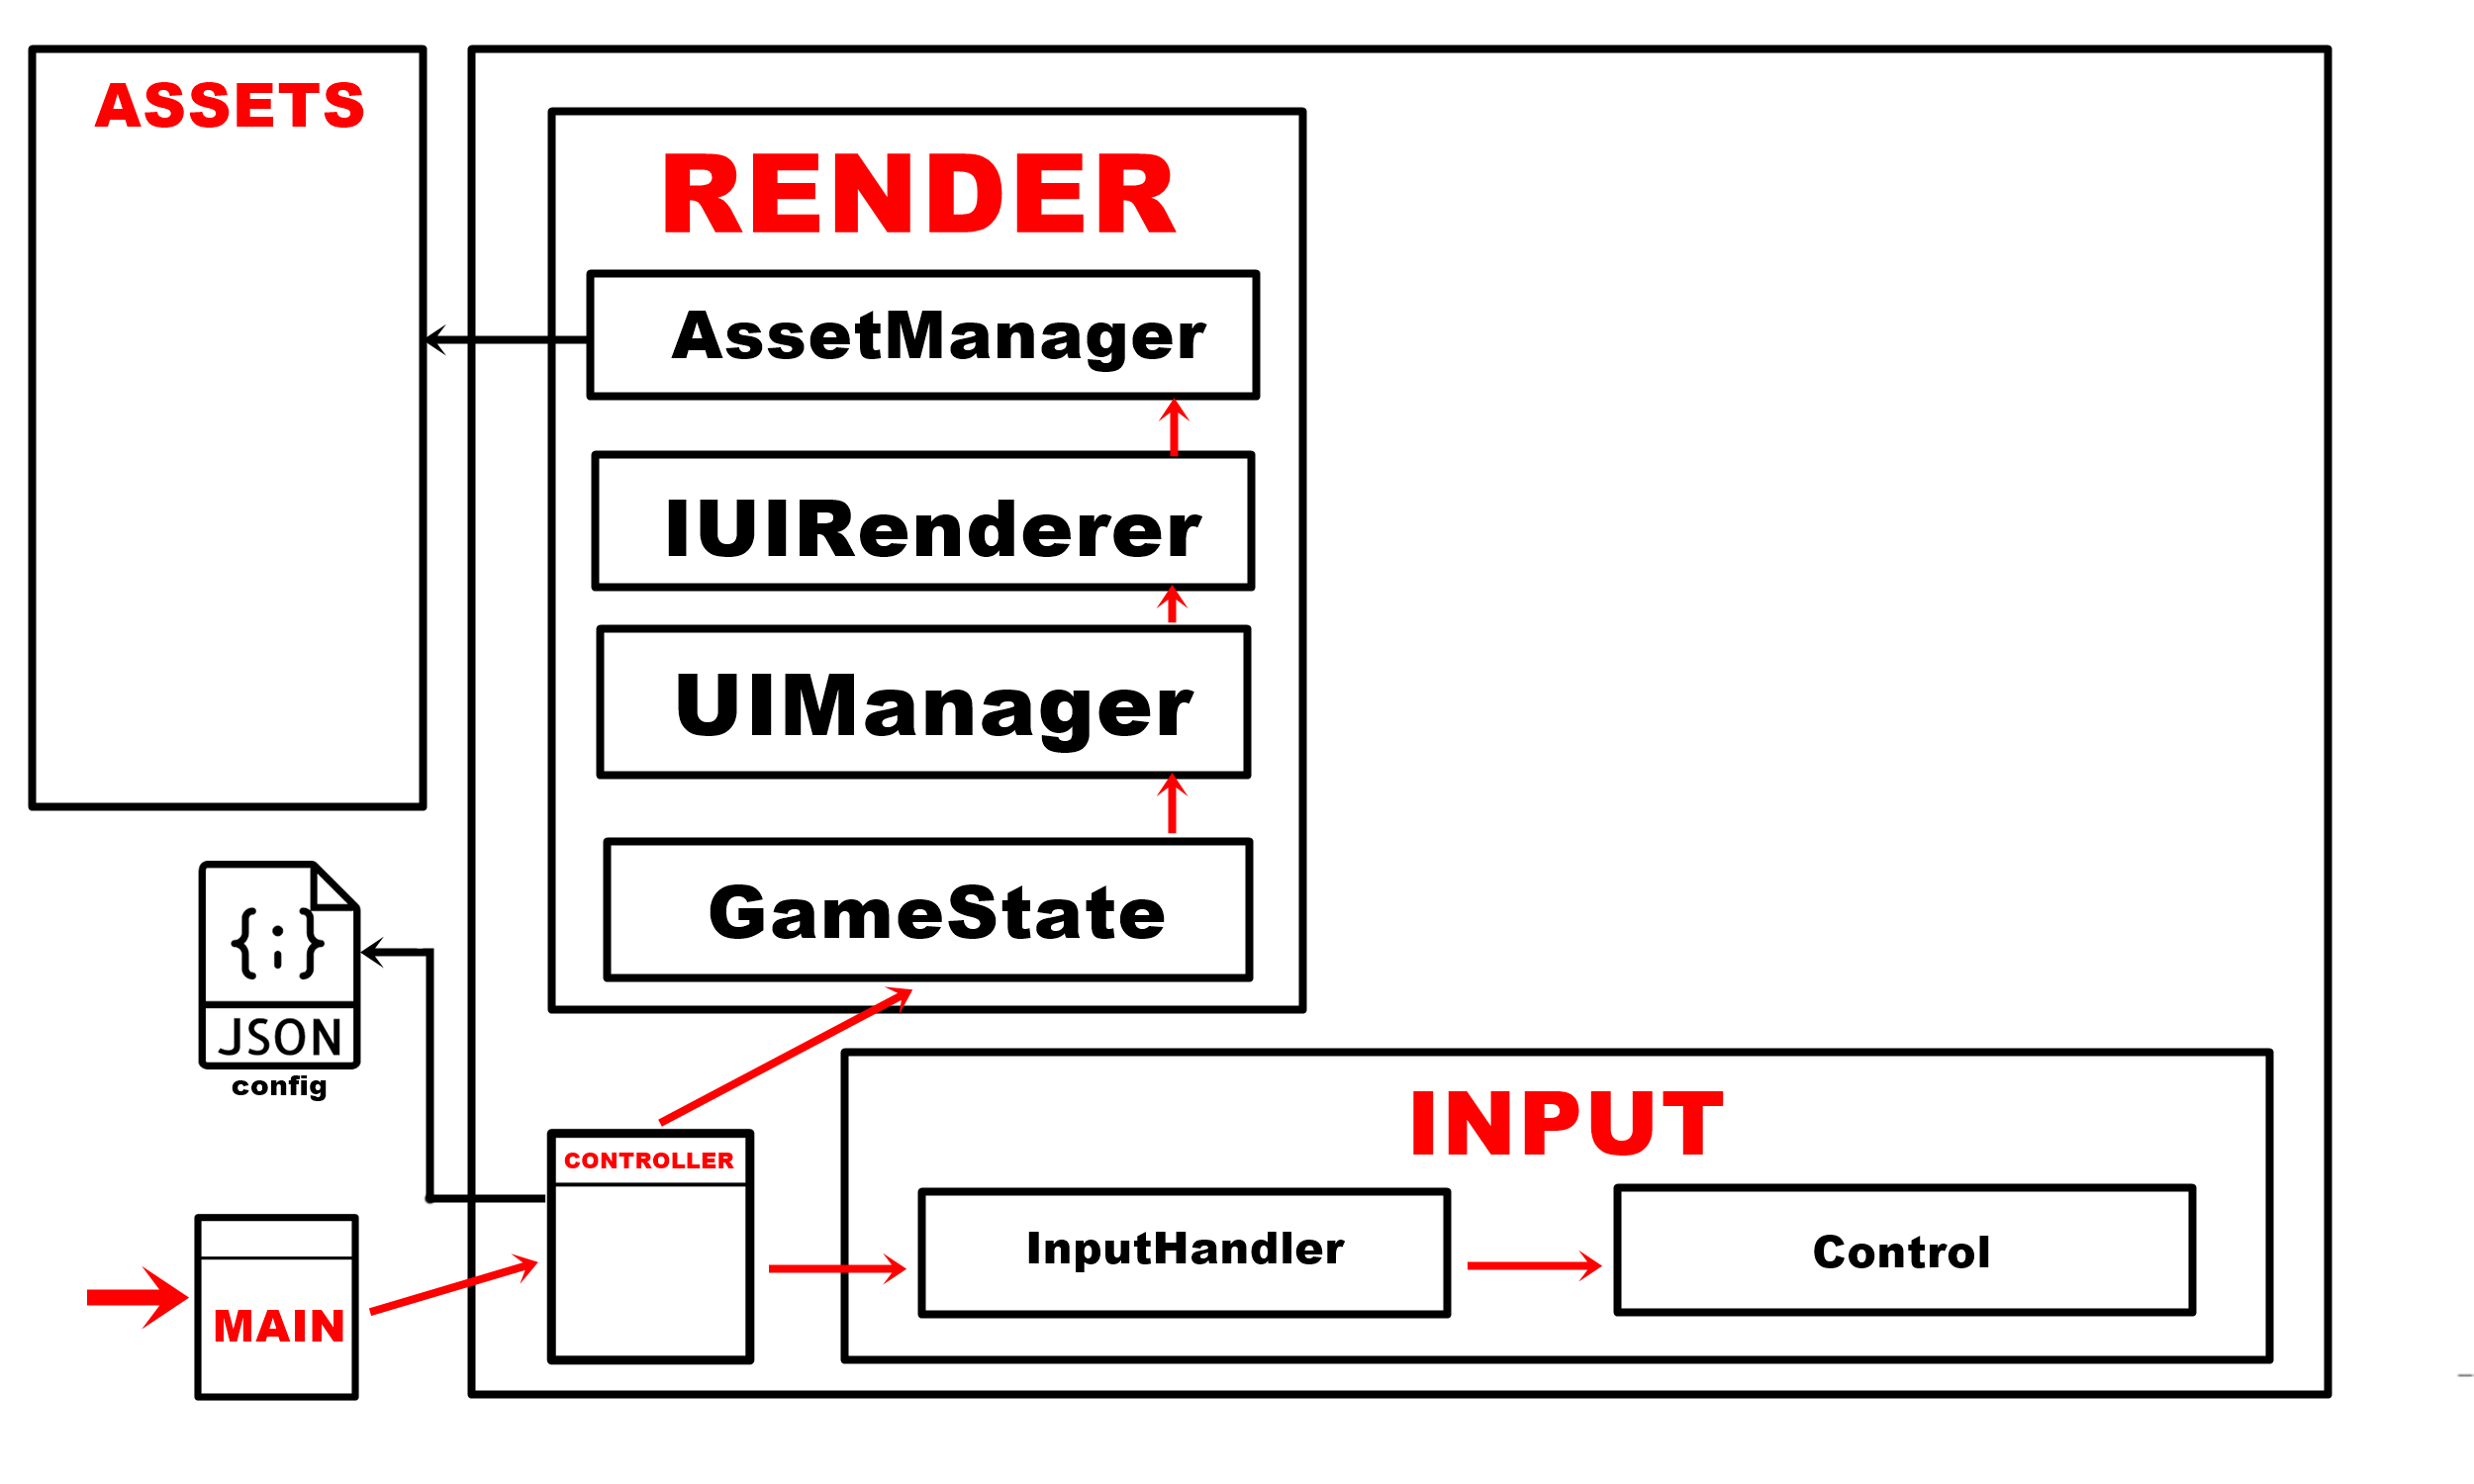 ASSETS
RENDER
AssetManager
IUIRenderer
UIManager
GameState
{;}
JSON
config
CONTROLLER
INPUT
InputHandler
Control
MAIN